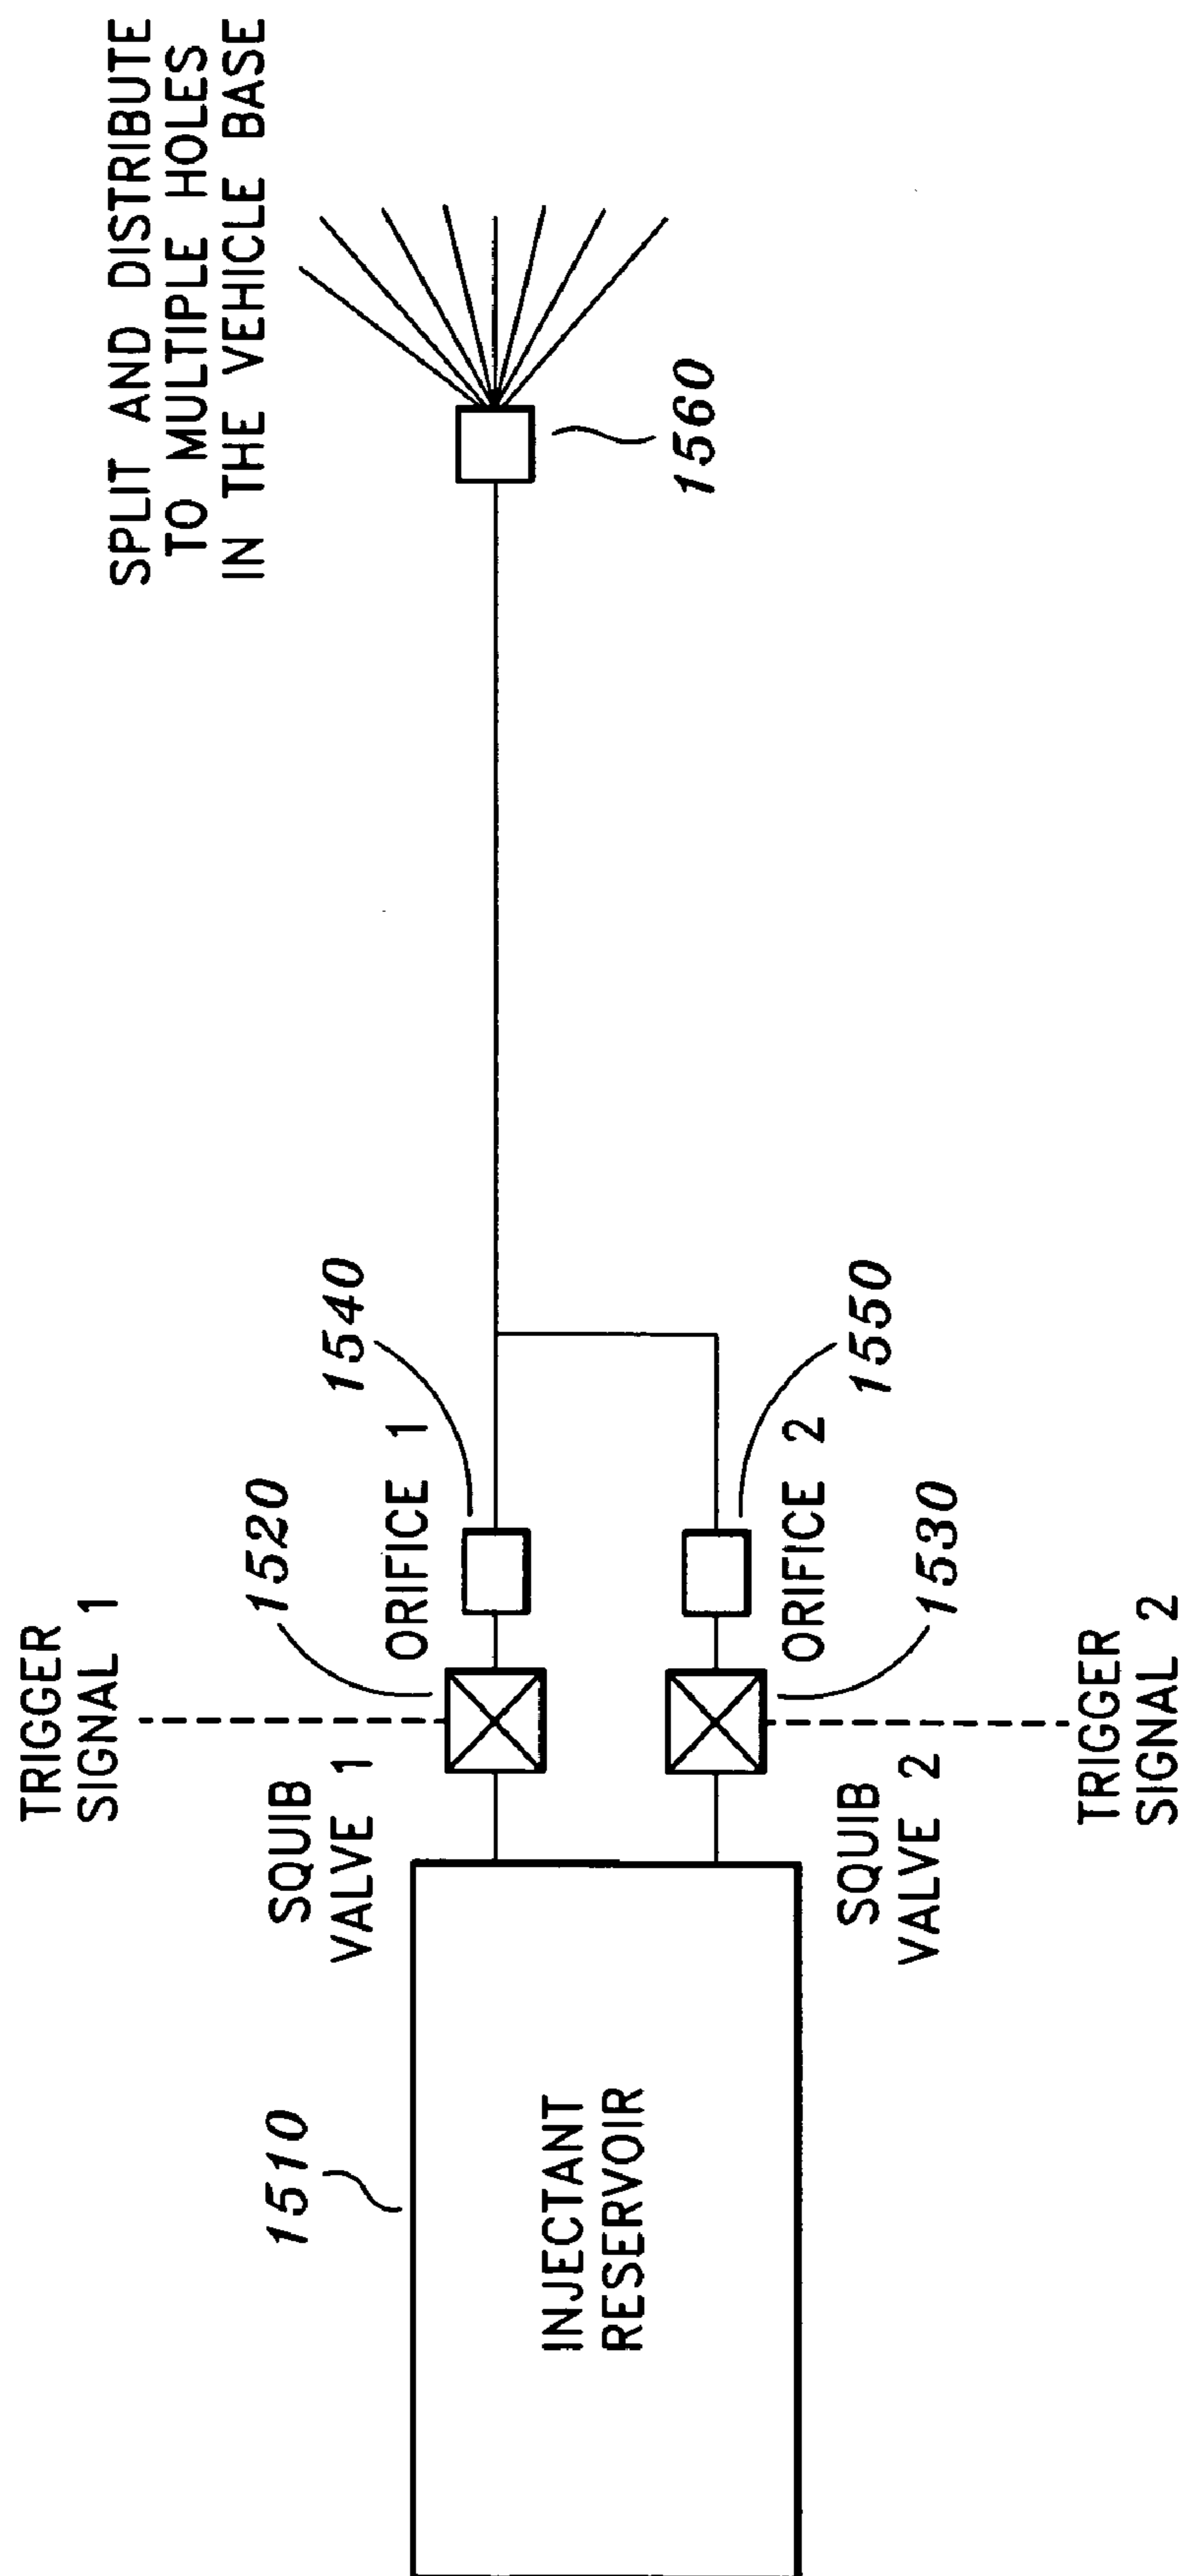 SPLIT AND DISTRIBUTE
TO MULTIPLE HOLES
IN THE VEHICLE BASE
1560
TRIGGER
SIGNAL 1
1520
1540
ORIFICE 1
SQUIB
VALVE 1
1510
INJECTANT
RESERVOIR
1550
ORIFICE 2
1530
SQUIB
VALVE 2
TRIGGER
SIGNAL 2